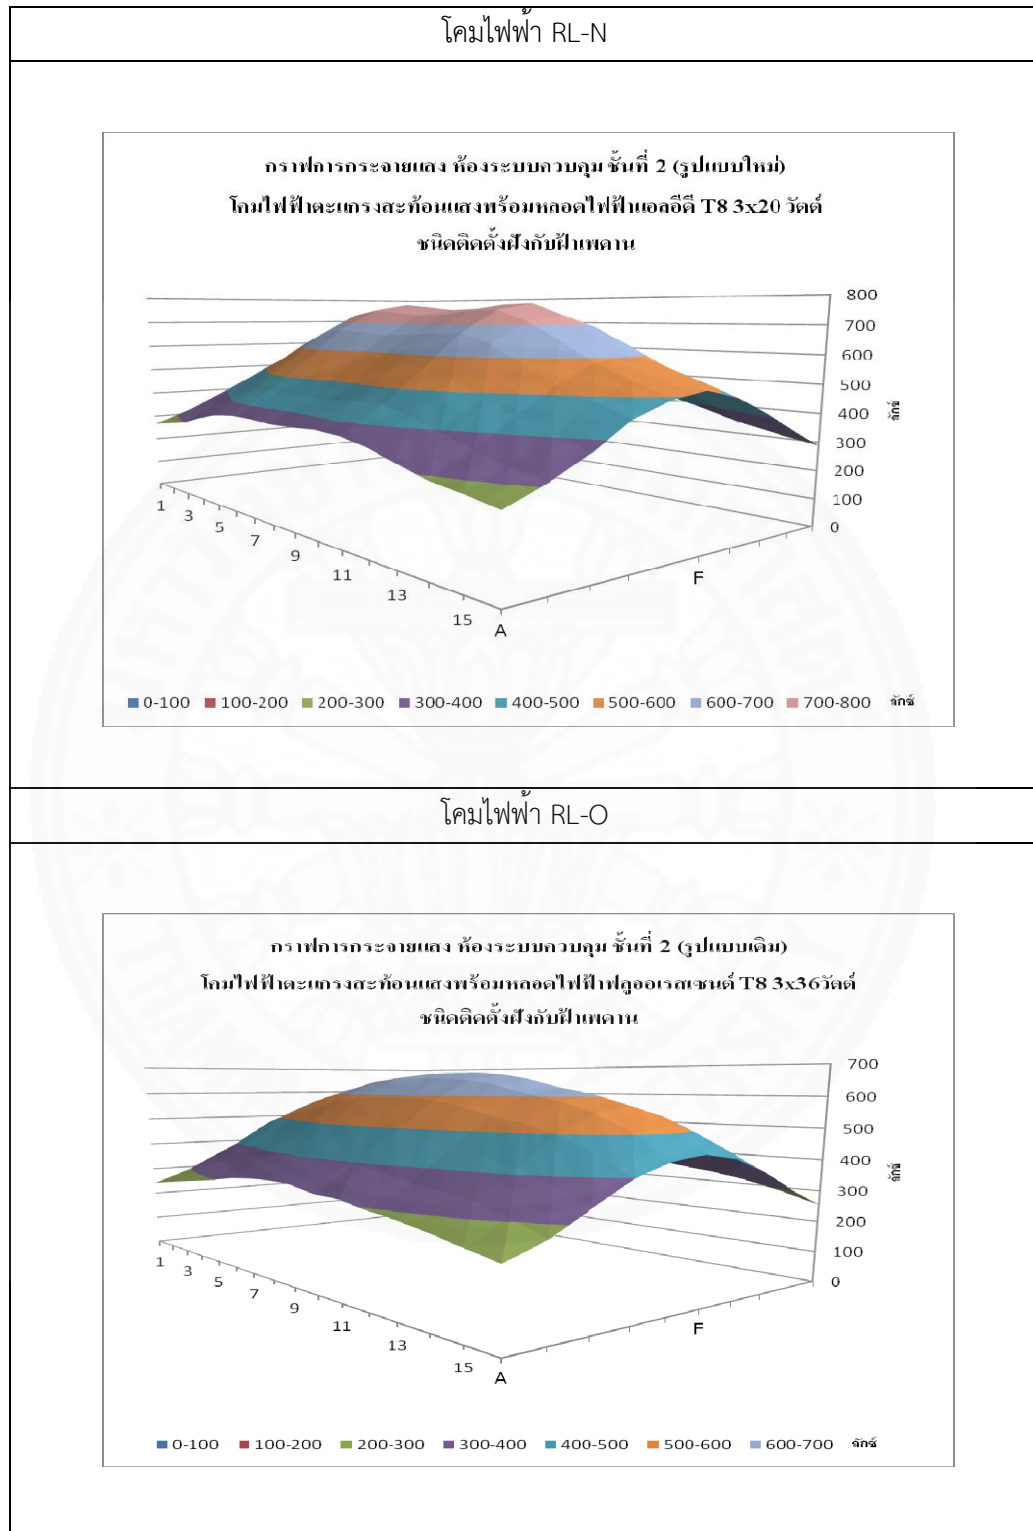 โคมไฟฟ้า RL-N
กราฟการกระจายแสง ห้องระบบควบคุม ชั้นที่ 2 (รูปแบบใหม่)
โคมไฟฟ้าตะแกรงสะท้อนแสงพร้อมหลอดไฟฟ้าแอลอีดี T8 3x20 วัตต์
ชนิดติดตั้งฝังกับฝ้าเพดาน
800
700
600
500
400
300
200
100
0
ลักซ์
1
3
5
7
9
11
13
15
A
F
0-100 100-200 200-300 300-400 400-500 500-600 600-700 700-800 ลักซ์
โคมไฟฟ้า RL-O
กราฟการกระจายแสง ห้องระบบควบคุม ชั้นที่ 2 (รูปแบบเดิม)
โคมไฟฟ้าตะแกรงสะท้อนแสงพร้อมหลอดไฟฟ้าฟลูออเรสเซนต์ T8 3x36วัตต์
ชนิดติดตั้งฝังกับฝ้าเพดาน
700
600
500
400
300
200
100
0
ลักซ์
1
3
5
7
9
11
13
15
A
F
0-100 100-200 200-300 300-400 400-500 500-600 600-700 ลักซ์